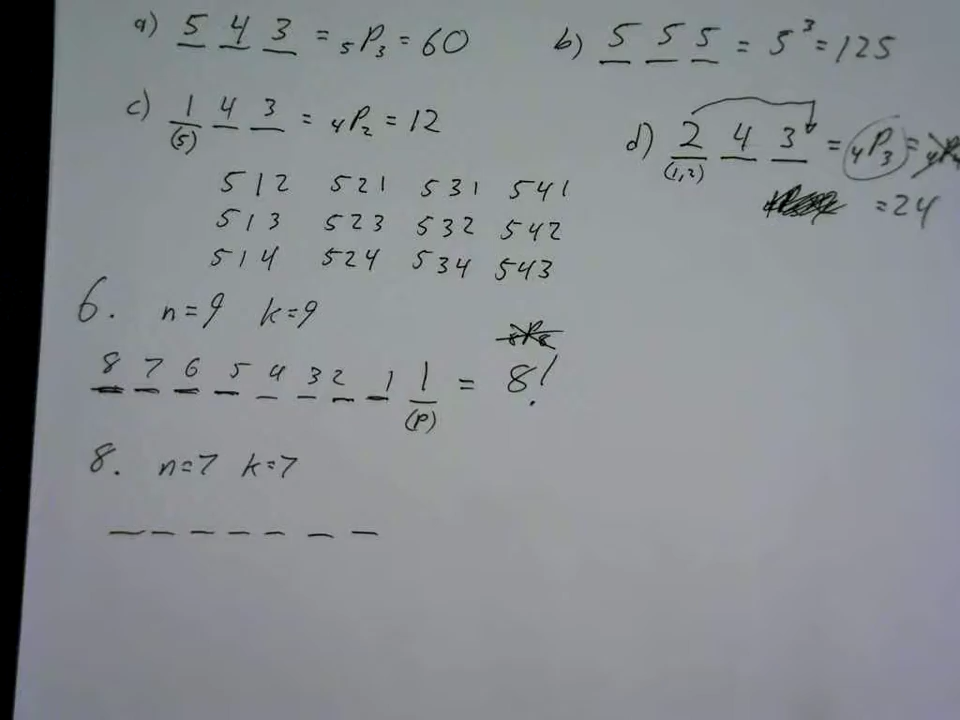 a) 5 4 3 = ₅P₃ = 60
b) 5 5 5 = 5³ = 125
c) 1 4 3 = ₄P₂ = 12
(5)
d) 2 4 3 = ₄P₃ =
(1,2)
= 24
512 521 531 541
513 523 532 542
514 524 534 543
6. n=9 k=9
8 7 6 5 4 3 2 1 1 = 8!
(P)
8. n=7 k=7